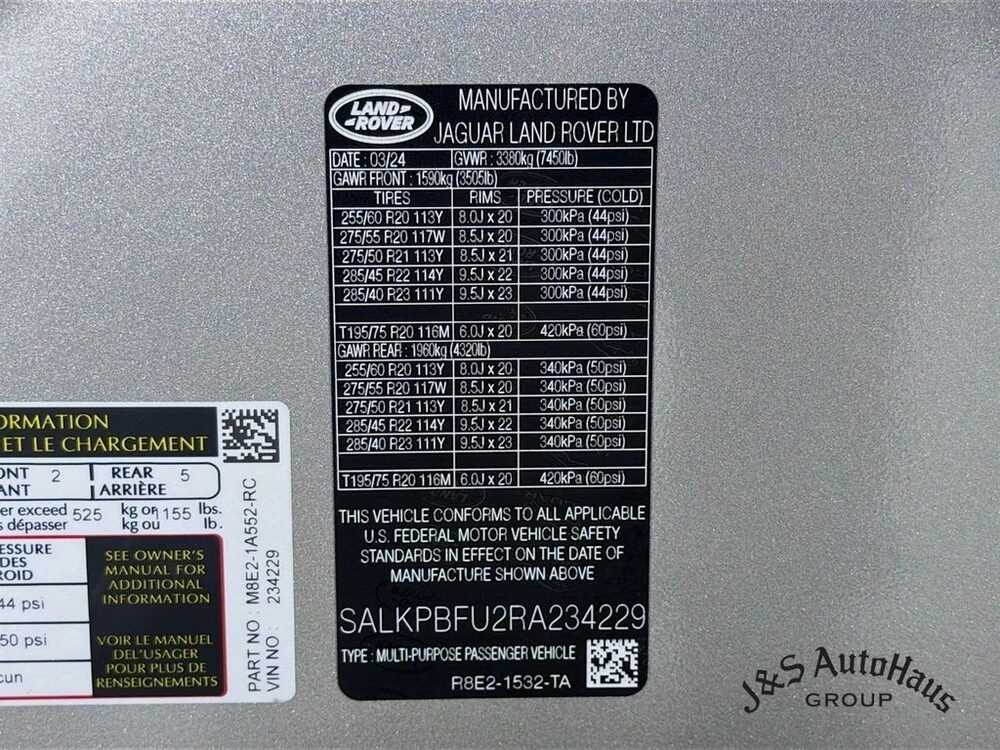 LAND-
-ROVER
MANUFACTURED BY
JAGUAR LAND ROVER LTD
DATE : 03/24 GVWR : 3380kg (7450lb)
GAWR FRONT : 1590kg (3505lb)
TIRES RIMS PRESSURE (COLD)
255/60 R20 113Y 8.0J x 20 300kPa (44psi)
275/55 R20 117W 8.5J x 20 300kPa (44psi)
275/50 R21 113Y 8.5J x 21 300kPa (44psi)
285/45 R22 114Y 9.5J x 22 300kPa (44psi)
285/40 R23 111Y 9.5J x 23 300kPa (44psi)
T195/75 R20 116M 6.0J x 20 420kPa (60psi)
GAWR REAR : 1960kg (4320lb)
255/60 R20 113Y 8.0J x 20 340kPa (50psi)
275/55 R20 117W 8.5J x 20 340kPa (50psi)
275/50 R21 113Y 8.5J x 21 340kPa (50psi)
285/45 R22 114Y 9.5J x 22 340kPa (50psi)
285/40 R23 111Y 9.5J x 23 340kPa (50psi)
T195/75 R20 116M 6.0J x 20 420kPa (60psi)
THIS VEHICLE CONFORMS TO ALL APPLICABLE
U.S. FEDERAL MOTOR VEHICLE SAFETY
STANDARDS IN EFFECT ON THE DATE OF
MANUFACTURE SHOWN ABOVE
SALKPBFU2RA234229
TYPE : MULTI-PURPOSE PASSENGER VEHICLE
R8E2-1532-TA
ORMATION
ET LE CHARGEMENT
ONT 2 REAR 5
ANT ARRIÈRE
er exceed 525 kg or 1155 lbs.
s dépasser kg ou lb.
ESSURE
DES
ROID
44 psi
50 psi
cun
SEE OWNER'S
MANUAL FOR
ADDITIONAL
INFORMATION
VOIR LE MANUEL
DEL'USAGER
POUR PLUS DE
RENSEIGNEMENTS
PART NO : M8E2-1A552-RC
VIN NO : 234229
J&S AUTOHAUS
GROUP